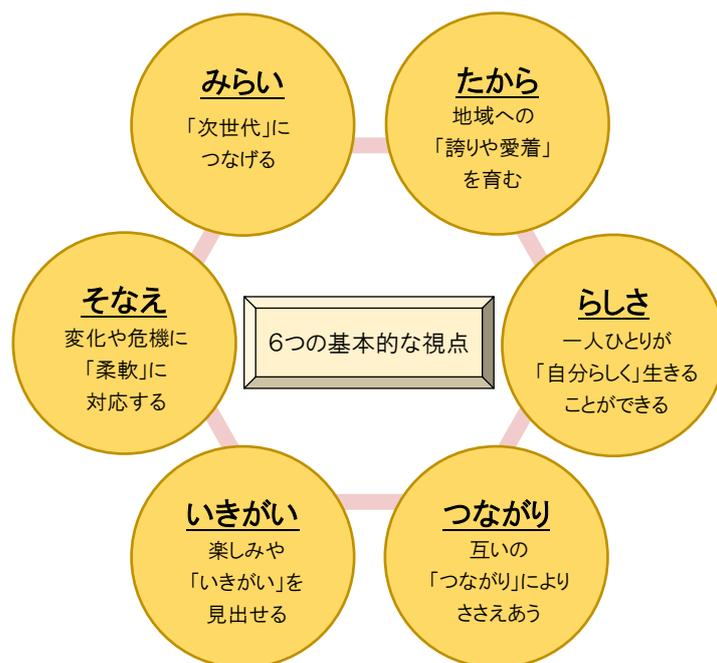 みらい
「次世代」に
つなげる
たから
地域への
「誇りや愛着」
を育む
そなえ
変化や危機に
「柔軟」に
対応する
6つの基本的な視点
らしさ
一人ひとりが
「自分らしく」生きる
ことができる
いきがい
楽しみや
「いきがい」を
見出せる
つながり
互いの
「つながり」により
ささえあう